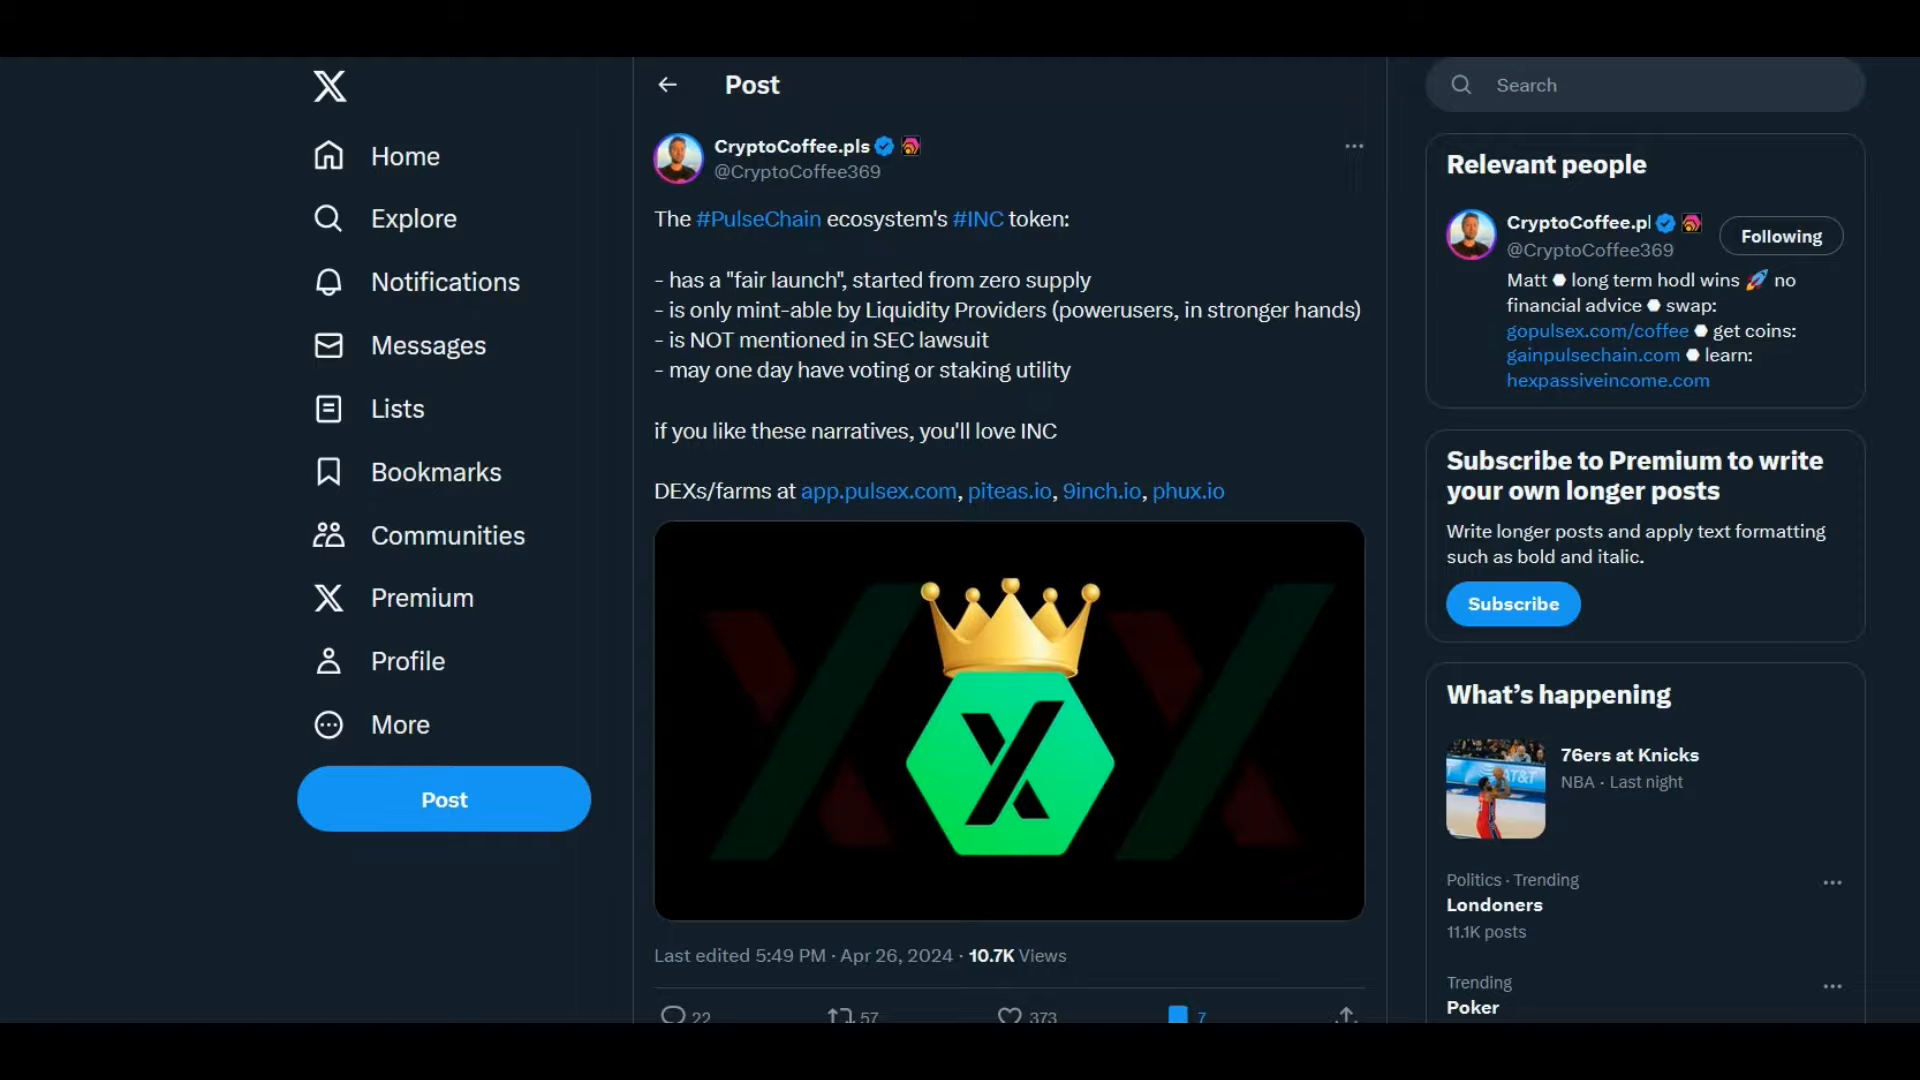 Home
Explore
Notifications
Messages
Lists
Bookmarks
Communities
Premium
Profile
More
Post
Post
CryptoCoffee.pls
@CryptoCoffee369
The #PulseChain ecosystem's #INC token:
- has a "fair launch", started from zero supply
- is only mint-able by Liquidity Providers (powerusers, in stronger hands)
- is NOT mentioned in SEC lawsuit
- may one day have voting or staking utility
if you like these narratives, you'll love INC
DEXs/farms at app.pulsex.com, piteas.io, 9inch.io, phux.io
Last edited 5:49 PM · Apr 26, 2024 · 10.7K Views
22 57 373 7
Search
Relevant people
CryptoCoffee.pl
@CryptoCoffee369
Following
Matt ⬣ long term hodl wins 🚀 no
financial advice ⬣ swap:
gopulsex.com/coffee ⬣ get coins:
gainpulsechain.com ⬣ learn:
hexpassiveincome.com
Subscribe to Premium to write
your own longer posts
Write longer posts and apply text formatting
such as bold and italic.
Subscribe
What's happening
76ers at Knicks
NBA · Last night
Politics · Trending
Londoners
11.1K posts
Trending
Poker